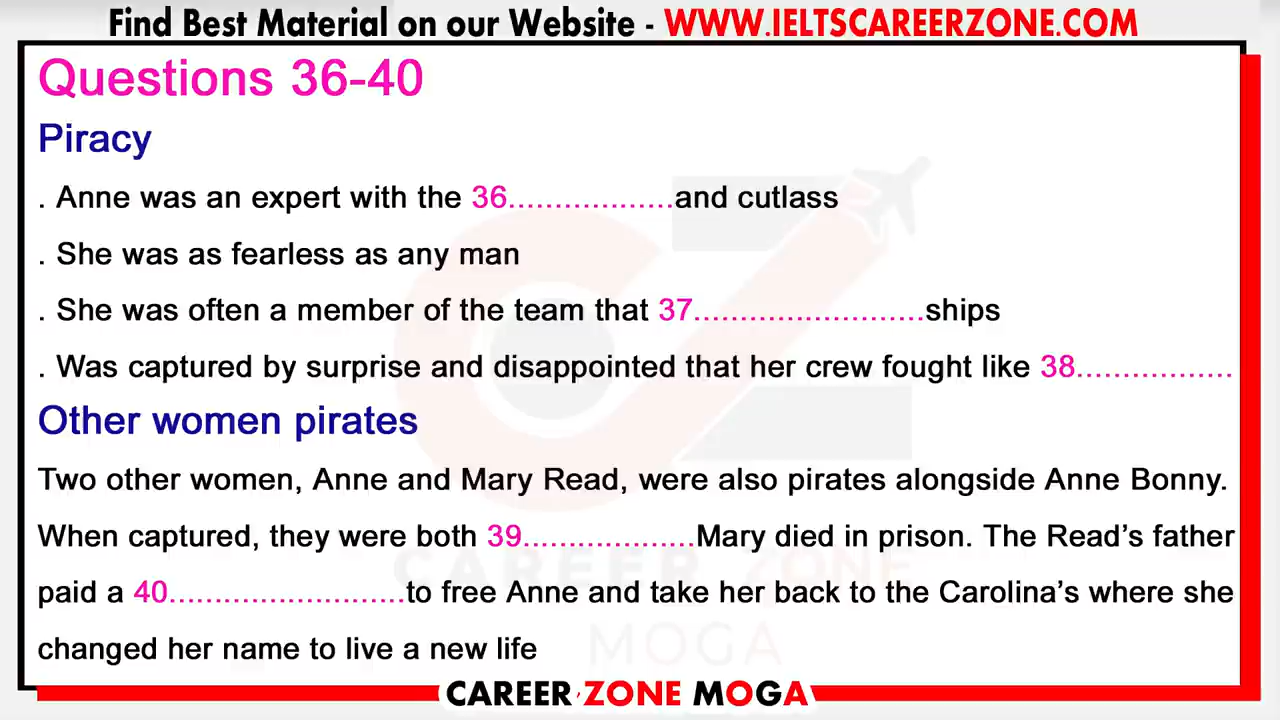 Find Best Material on our Website - WWW.IELTSCAREERZONE.COM
Questions 36-40
Piracy
. Anne was an expert with the 36..................and cutlass
. She was as fearless as any man
. She was often a member of the team that 37.........................ships
. Was captured by surprise and disappointed that her crew fought like 38.................
Other women pirates
Two other women, Anne and Mary Read, were also pirates alongside Anne Bonny.
When captured, they were both 39...................Mary died in prison. The Read’s father
paid a 40..........................to free Anne and take her back to the Carolina’s where she
changed her name to live a new life
CAREER ZONE
MOGA
CAREER ZONE MOGA